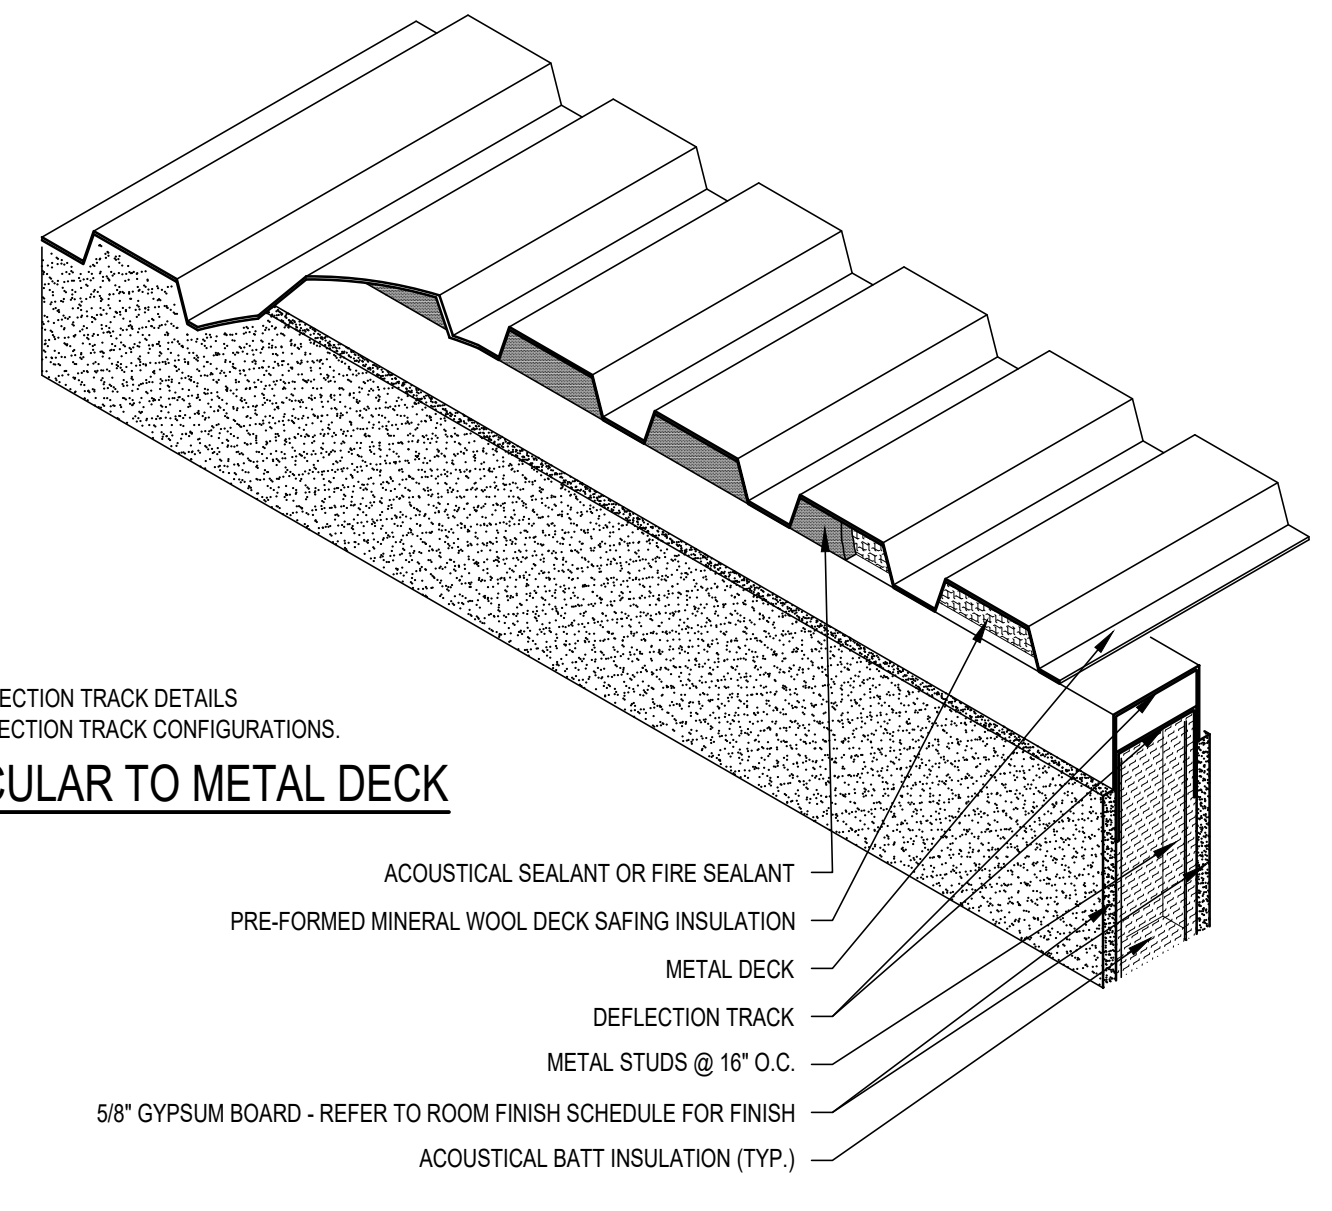 ECTION TRACK DETAILS
ECTION TRACK CONFIGURATIONS.
CULAR TO METAL DECK
ACOUSTICAL SEALANT OR FIRE SEALANT
PRE-FORMED MINERAL WOOL DECK SAFING INSULATION
METAL DECK
DEFLECTION TRACK
METAL STUDS @ 16" O.C.
5/8" GYPSUM BOARD - REFER TO ROOM FINISH SCHEDULE FOR FINISH
ACOUSTICAL BATT INSULATION (TYP.)